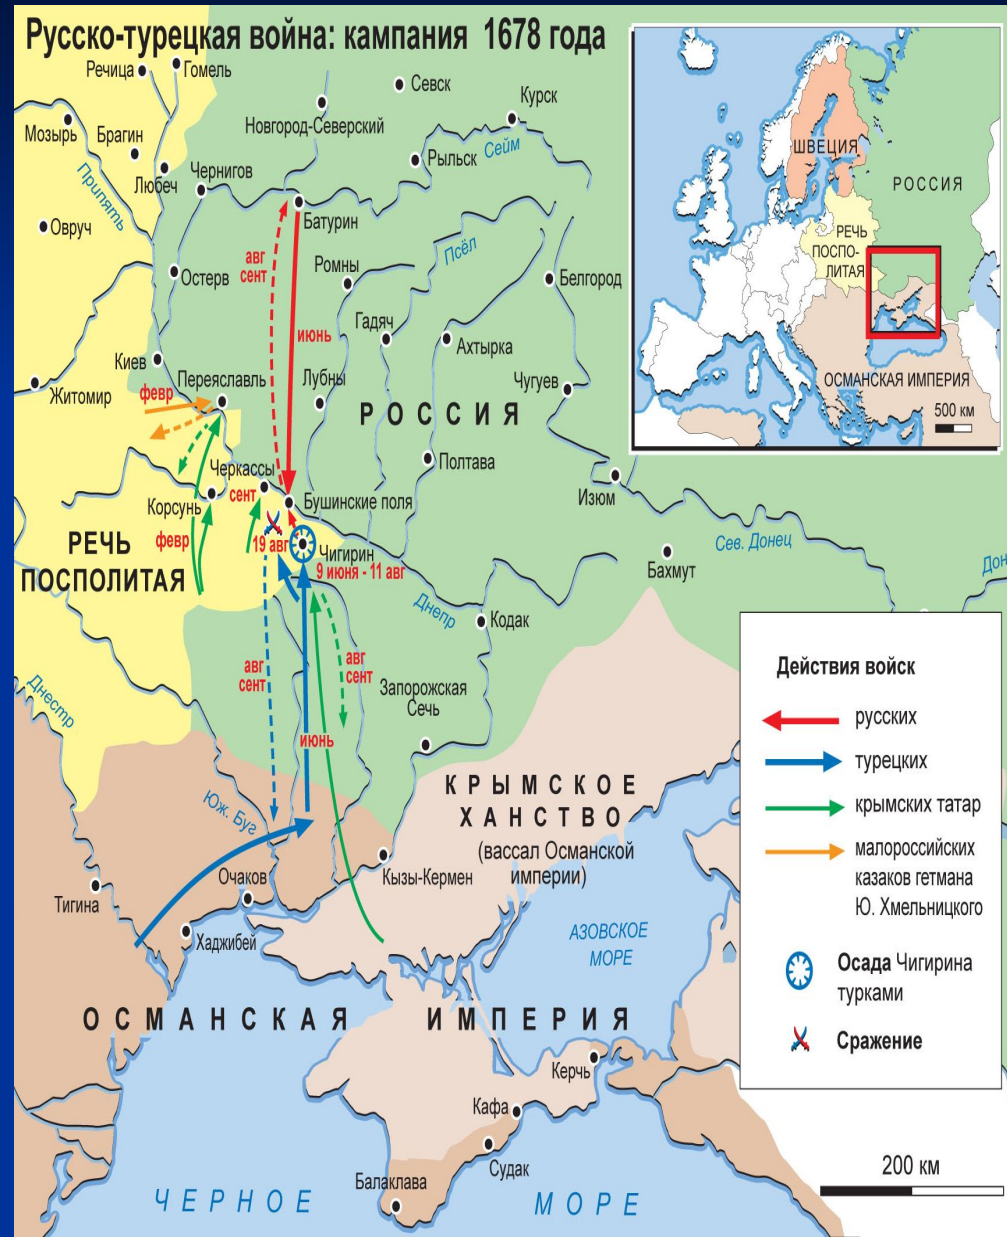 Русско-турецкая война: кампания 1678 года
Речица
Гомель
Севск
Мозырь
Брагин
Новгород-Северский
Курск
Рыльск
Сейм
Припять
Любеч
Чернигов
Овруч
Батурин
авг
сент
Остерв
Ромны
Псёл
Белгород
июнь
Гадяч
Ахтырка
Киев
Переяславль
Лубны
Чугуев
Житомир
февр
РОССИЯ
Полтава
Черкассы
сент
Корсунь
Бушинские поля
Изюм
РЕЧЬ
ПОСПОЛИТАЯ
февр
19 авг
Чигирин
9 июня - 11 авг
Сев. Донец
Бахмут
Дон
Днепр
Кодак
Днестр
авг
сент
авг
сент
Запорожская
Сечь
июнь
КРЫМСКОЕ
ХАНСТВО
(вассал Османской
империи)
Юж. Буг
Очаков
Кызы-Кермен
Тигина
Хаджибей
АЗОВСКОЕ
МОРЕ
ОСМАНСКАЯ ИМПЕРИЯ
Керчь
Кафа
Судак
Балаклава
ЧЕРНОЕ МОРЕ
ШВЕЦИЯ
РОССИЯ
РЕЧЬ
ПОСПО-
ЛИТАЯ
ОСМАНСКАЯ ИМПЕРИЯ
500 км
Действия войск
русских
турецких
крымских татар
малороссийских
казаков гетмана
Ю. Хмельницкого
Осада Чигирина
турками
Сражение
200 км